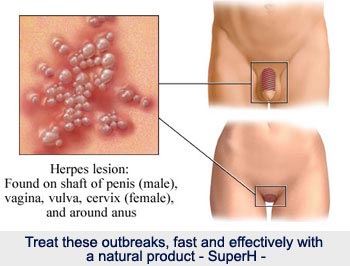 Herpes lesion:
Found on shaft of penis (male),
vagina, vulva, cervix (female),
and around anus
Treat these outbreaks, fast and effectively with
a natural product - SuperH -